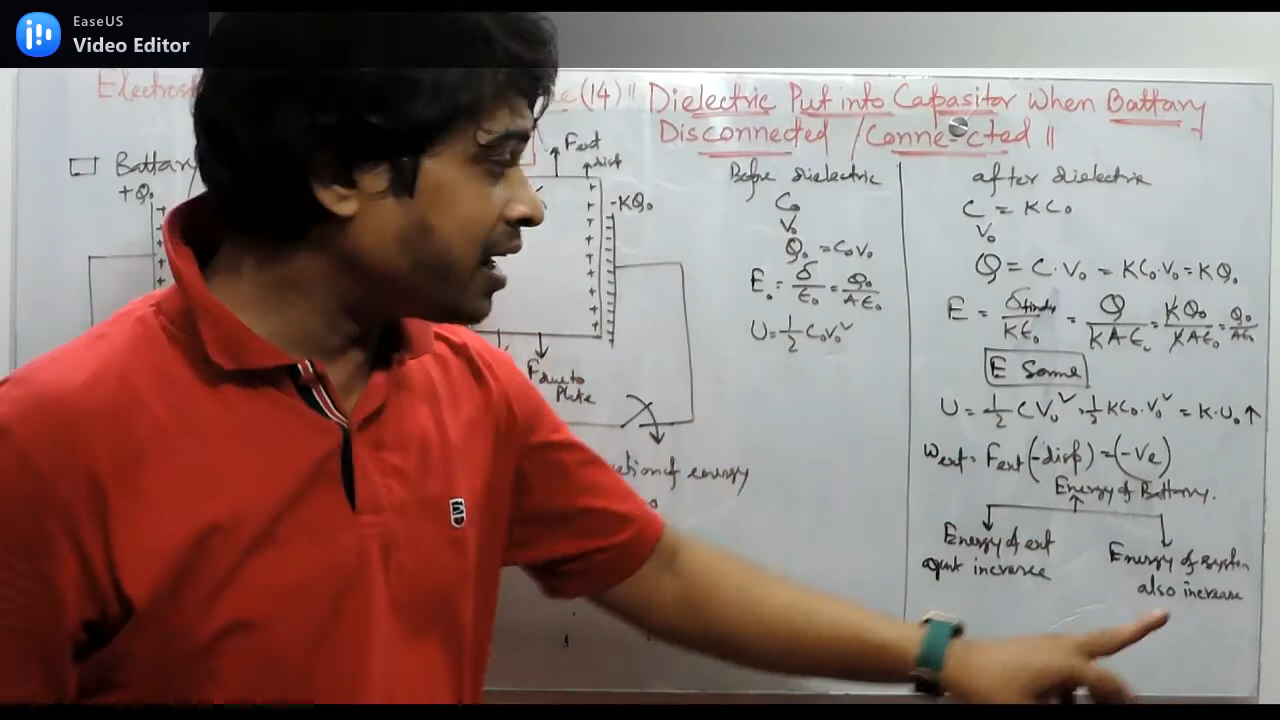 EaseUS
Video Editor
(14) " Dielectric Put into Capasitor When Battary
Disconnected / Connected "
Battary
+Q₀
Fext
disp
-KQ₀
F due to
Plate
of energy
Before dielectric
C₀
V₀
Q₀ = C₀V₀
E₀ = σ/ε₀ = Q₀/Aε₀
U = 1/2 C₀V₀²
after dielectric
C = KC₀
V₀
Q = C·V₀ = KC₀·V₀ = KQ₀
E = σ/Kε₀ = Q/KAε₀ = KQ₀/KAε₀ = Q₀/Aε₀
E Same
U = 1/2 CV₀² = 1/2 KC₀·V₀² = K·U₀ ↑
Wext = Fext (-disp) = (-ve)
Energy of Battary.
Energy of ext
agent increase
Energy of System
also increase